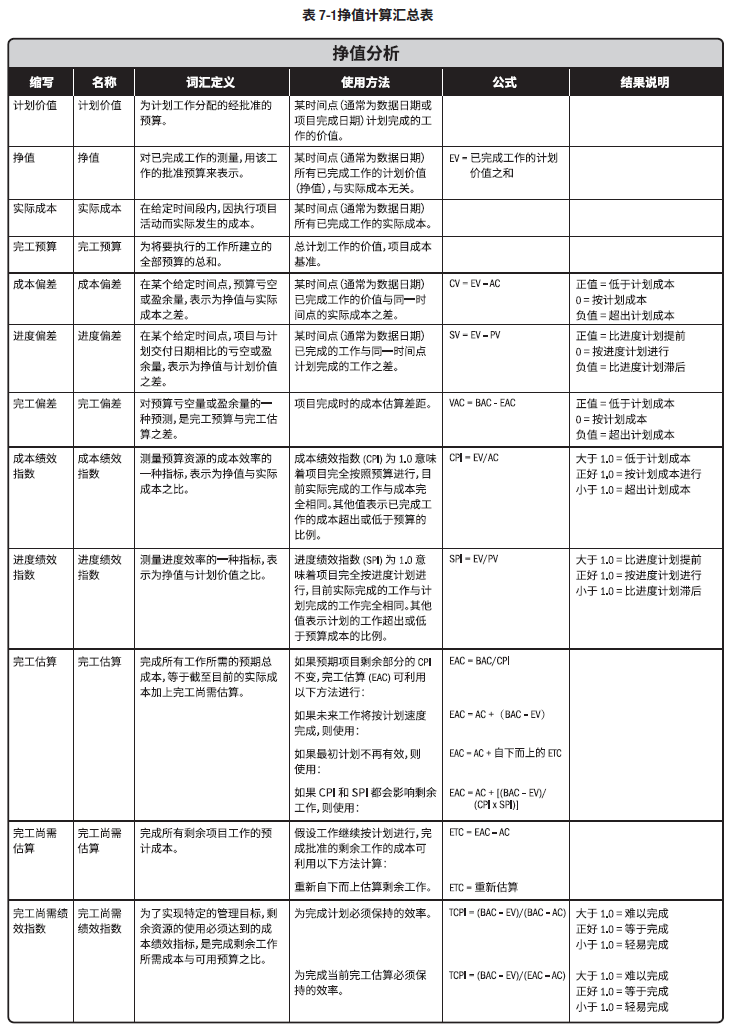 表 7-1挣值计算汇总表
挣值分析
缩写 名称 词汇定义 使用方法 公式 结果说明
计划价值 计划价值 为计划工作分配的经批准的 某时间点(通常为数据日期或
预算。 项目完成日期)计划完成的工
作的价值。
挣值 挣值 对已完成工作的测量,用该工 某时间点(通常为数据日期) EV = 已完成工作的计划
作的批准预算来表示。 所有已完成工作的计划价值 价值之和
(挣值),与实际成本无关。
实际成本 实际成本 在给定时间段内,因执行项目 某时间点(通常为数据日期)
活动而实际发生的成本。 所有已完成工作的实际成本。
完工预算 完工预算 为将要执行的工作所建立的 总计划工作的价值,项目成本
全部预算的总和。 基准。
成本偏差 成本偏差 在某个给定时间点,预算亏空 某时间点(通常为数据日期) CV = EV – AC 正值 = 低于计划成本
或盈余量,表示为挣值与实际 已完成工作的价值与同一时 0 = 按计划成本
成本之差。 间点的实际成本之差。 负值 = 超出计划成本
进度偏差 进度偏差 在某个给定时间点,项目与计 某时间点(通常为数据日期) SV = EV – PV 正值 = 比进度计划提前
划交付日期相比的亏空或盈 已完成的工作与同一时间点 0 = 按进度计划进行
余量,表示为挣值与计划价值 计划完成的工作之差。 负值 = 比进度计划滞后
之差。
完工偏差 完工偏差 对预算亏空量或盈余量的一 项目完成时的成本估算差距。 VAC = BAC - EAC 正值 = 低于计划成本
种预测,是完工预算与完工估 0 = 按计划成本
算之差。 负值 = 超出计划成本
成本绩效 成本绩效 测量预算资源的成本效率的 成本绩效指数 (CPI) 为 1.0 意味 CPI = EV/AC 大于 1.0 = 低于计划成本
指数 指数 一种指标,表示为挣值与实际 着项目完全按照预算进行,目 正好 1.0 = 按计划成本进行
成本之比。 前实际完成的工作与成本完 小于 1.0 = 超出计划成本
全相同。其他值表示已完成工
作的成本超出或低于预算的
比例。
进度绩效 进度绩效 测量进度效率的一种指标,表 进度绩效指数 (SPI) 为 1.0 意 SPI = EV/PV 大于 1.0 = 比进度计划提前
指数 指数 示为挣值与计划价值之比。 味着项目完全按进度计划进 正好 1.0 = 按进度计划进行
行,目前实际完成的工作与计 小于 1.0 = 比进度计划滞后
划完成的工作完全相同。其他
值表示计划的工作超出或低
于预算成本的比例。
完工估算 完工估算 完成所有工作所需的预期总 如果预期项目剩余部分的 CPI EAC = BAC/CPI
成本,等于截至目前的实际成 不变,完工估算 (EAC) 可利用
本加上完工尚需估算。 以下方法进行:
如果未来工作将按计划速度 EAC = AC +(BAC – EV)
完成,则使用:
如果最初计划不再有效,则 EAC = AC + 自下而上的 ETC
使用:
如果 CPI 和 SPI 都会影响剩余 EAC = AC + [(BAC – EV)/
工作,则使用: (CPI x SPI)]
完工尚需 完工尚需 完成所有剩余项目工作的预 假设工作继续按计划进行,完 ETC = EAC – AC
估算 估算 计成本。 成批准的剩余工作的成本可
利用以下方法计算:
重新自下而上估算剩余工作。 ETC = 重新估算
完工尚需绩 完工尚需 为了实现特定的管理目标,剩 为完成计划必须保持的效率。 TCPI = (BAC – EV)/(BAC – AC) 大于 1.0 = 难以完成
效指数 绩效指数 余资源的使用必须达到的成 正好 1.0 = 等于完成
本绩效指标,是完成剩余工作 小于 1.0 = 轻易完成
所需成本与可用预算之比。
为完成当前完工估算必须保 TCPI = (BAC – EV)/(EAC – AC) 大于 1.0 = 难以完成
持的效率。 正好 1.0 = 等于完成
小于 1.0 = 轻易完成